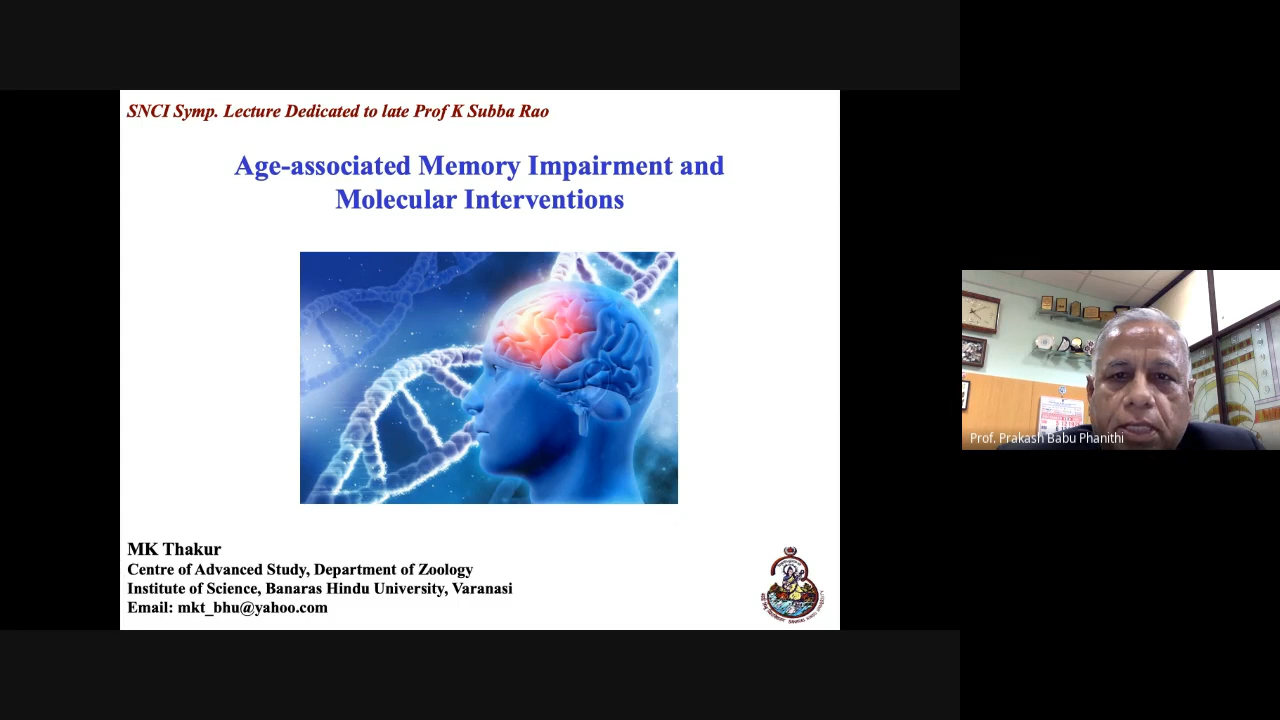 SNCI Symp. Lecture Dedicated to late Prof K Subba Rao
Age-associated Memory Impairment and
Molecular Interventions
MK Thakur
Centre of Advanced Study, Department of Zoology
Institute of Science, Banaras Hindu University, Varanasi
Email: mkt_bhu@yahoo.com
Prof. Prakash Babu Phanithi